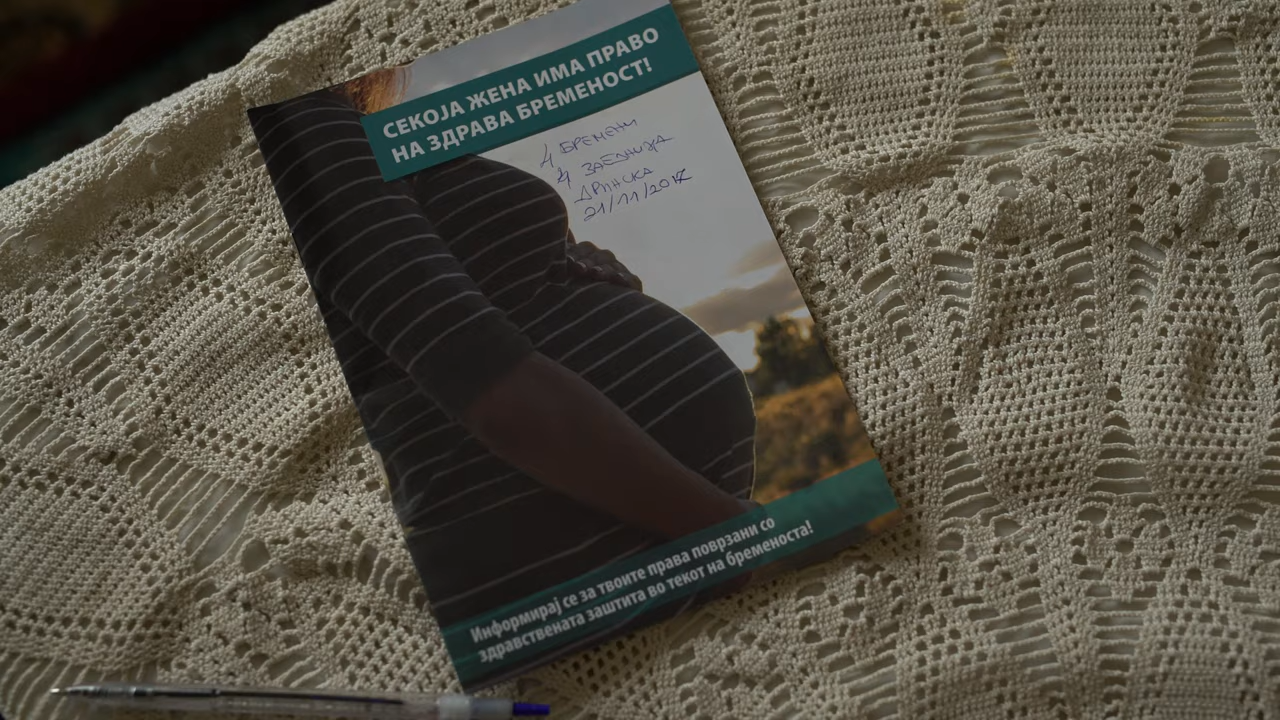 СЕКОЈА ЖЕНА ИМА ПРАВО
НА ЗДРАВА БРЕМЕНОСТ!
4 БРЕМЕНИ
4 ЗАЕДНИЦА
ДРИНСКА
21/11/2017
Информирај се за твоите права поврзани со
здравствената заштита во текот на бременоста!